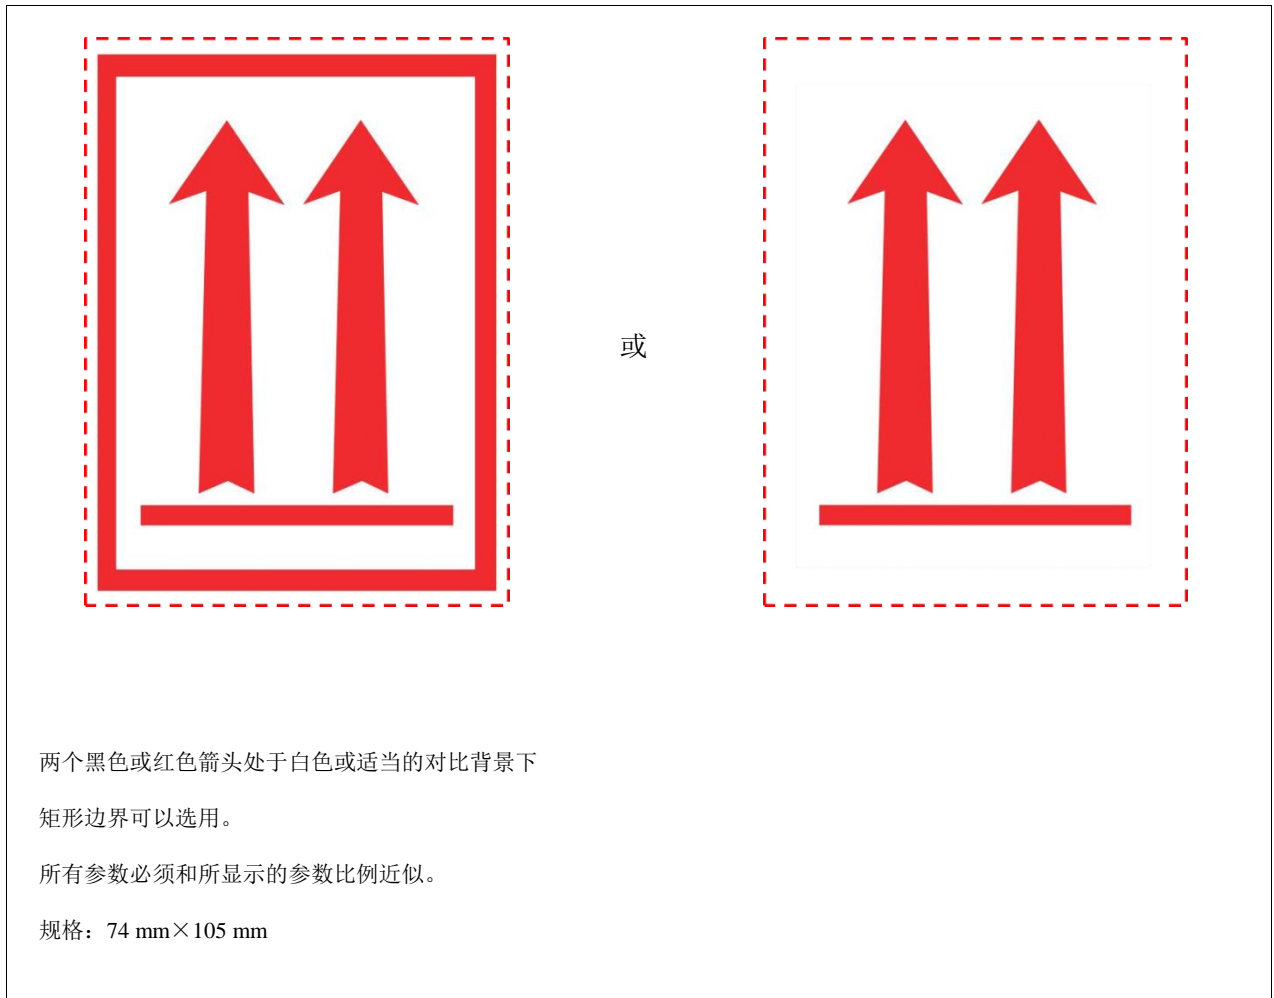 或
两个黑色或红色箭头处于白色或适当的对比背景下
矩形边界可以选用。
所有参数必须和所显示的参数比例近似。
规格：74 mm×105 mm